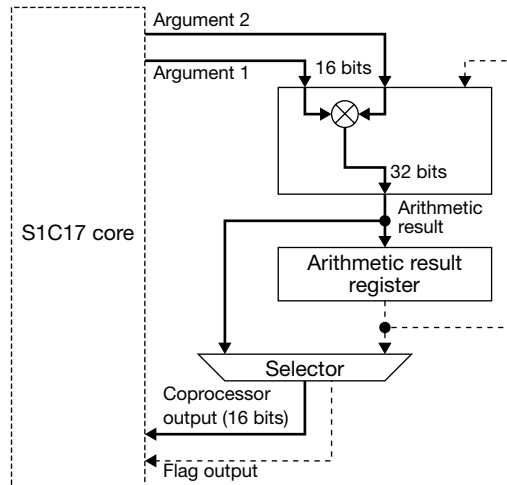 Argument 2
Argument 1
16 bits
32 bits
S1C17 core
Arithmetic
result
Arithmetic result
register
Selector
Coprocessor
output (16 bits)
Flag output